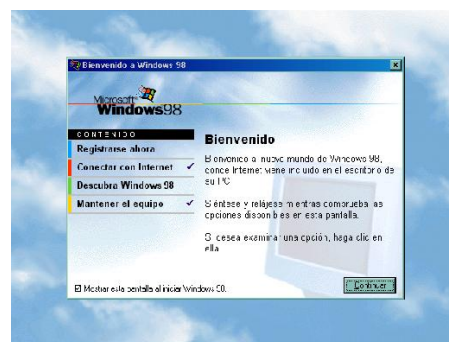 Bienvenido a Windows 98
Microsoft
Windows98
CONTENIDO
Registrarse ahora
Conectar con Internet
Descubra Windows 98
Mantener el equipo
Bienvenido
Bienvenido al nuevo mundo de Windows 98,
donde Internet viene incluido en el escritorio de
su PC.
Siéntese y relájese mientras comprueba las
opciones disponibles en esta pantalla.
Si desea examinar una opción, haga clic en
ella.
Mostrar esta pantalla al iniciar Windows 98.
Continuar